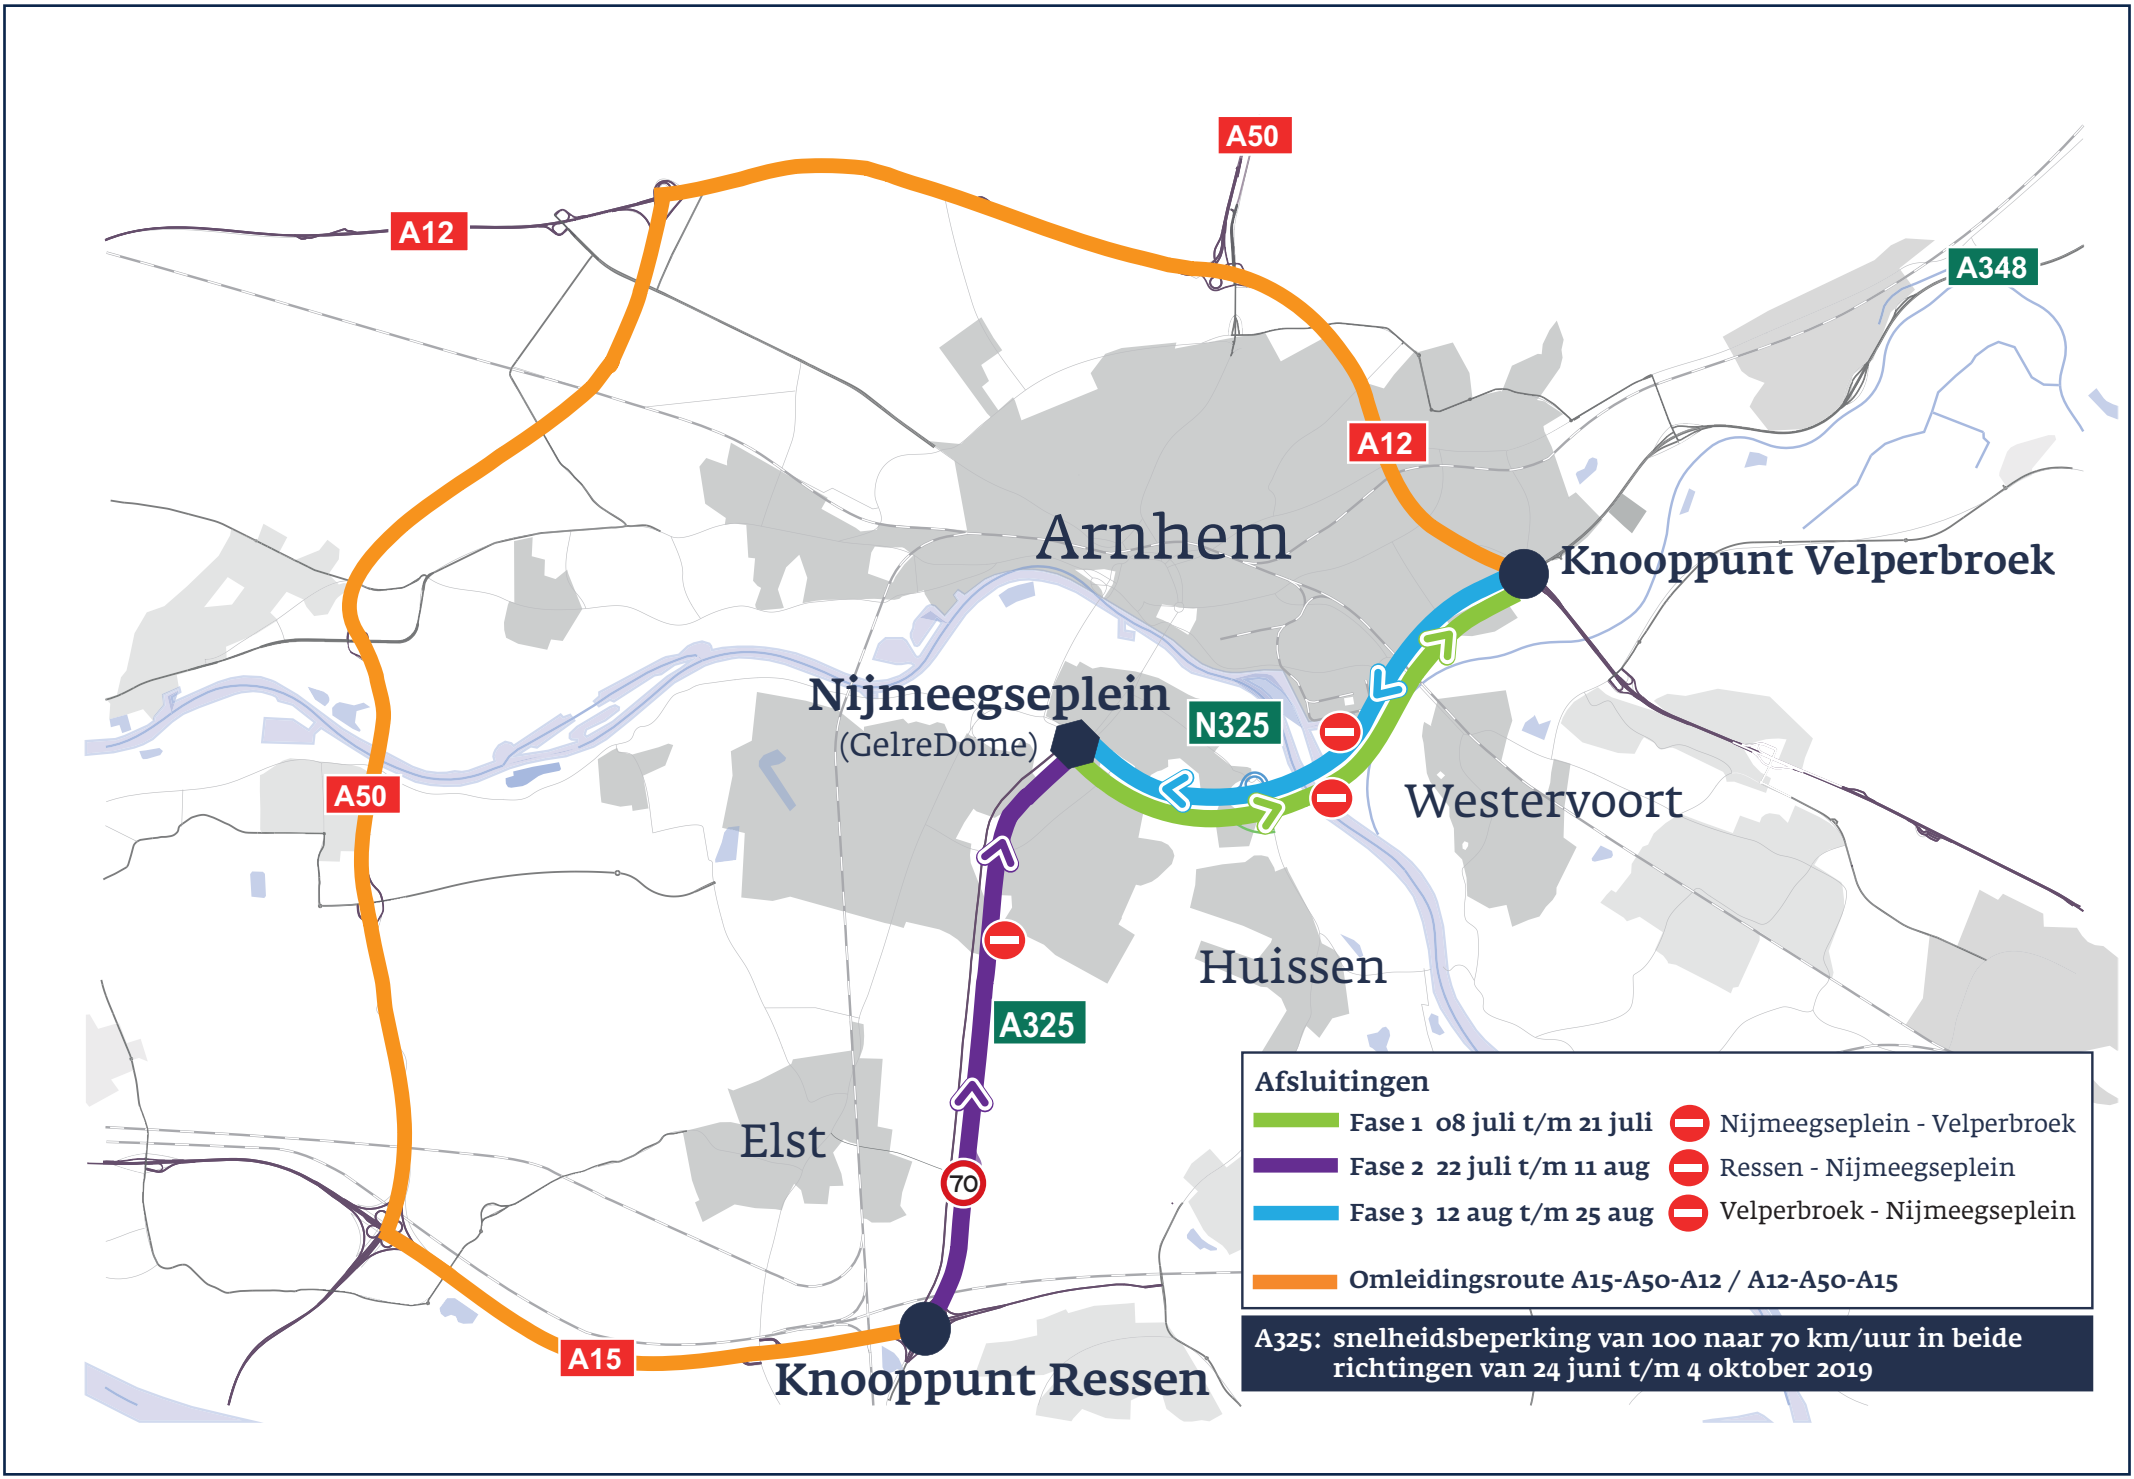 A50
A12
A348
A12
Arnhem
Knooppunt Velperbroek
Nijmeegseplein
(GelreDome)
N325
A50
Westervoort
Huissen
A325
Elst
70
A15
Knooppunt Ressen
Afsluitingen
Fase 1 08 juli t/m 21 juli Nijmeegseplein - Velperbroek
Fase 2 22 juli t/m 11 aug Ressen - Nijmeegseplein
Fase 3 12 aug t/m 25 aug Velperbroek - Nijmeegseplein
Omleidingsroute A15-A50-A12 / A12-A50-A15
A325: snelheidsbeperking van 100 naar 70 km/uur in beide
richtingen van 24 juni t/m 4 oktober 2019